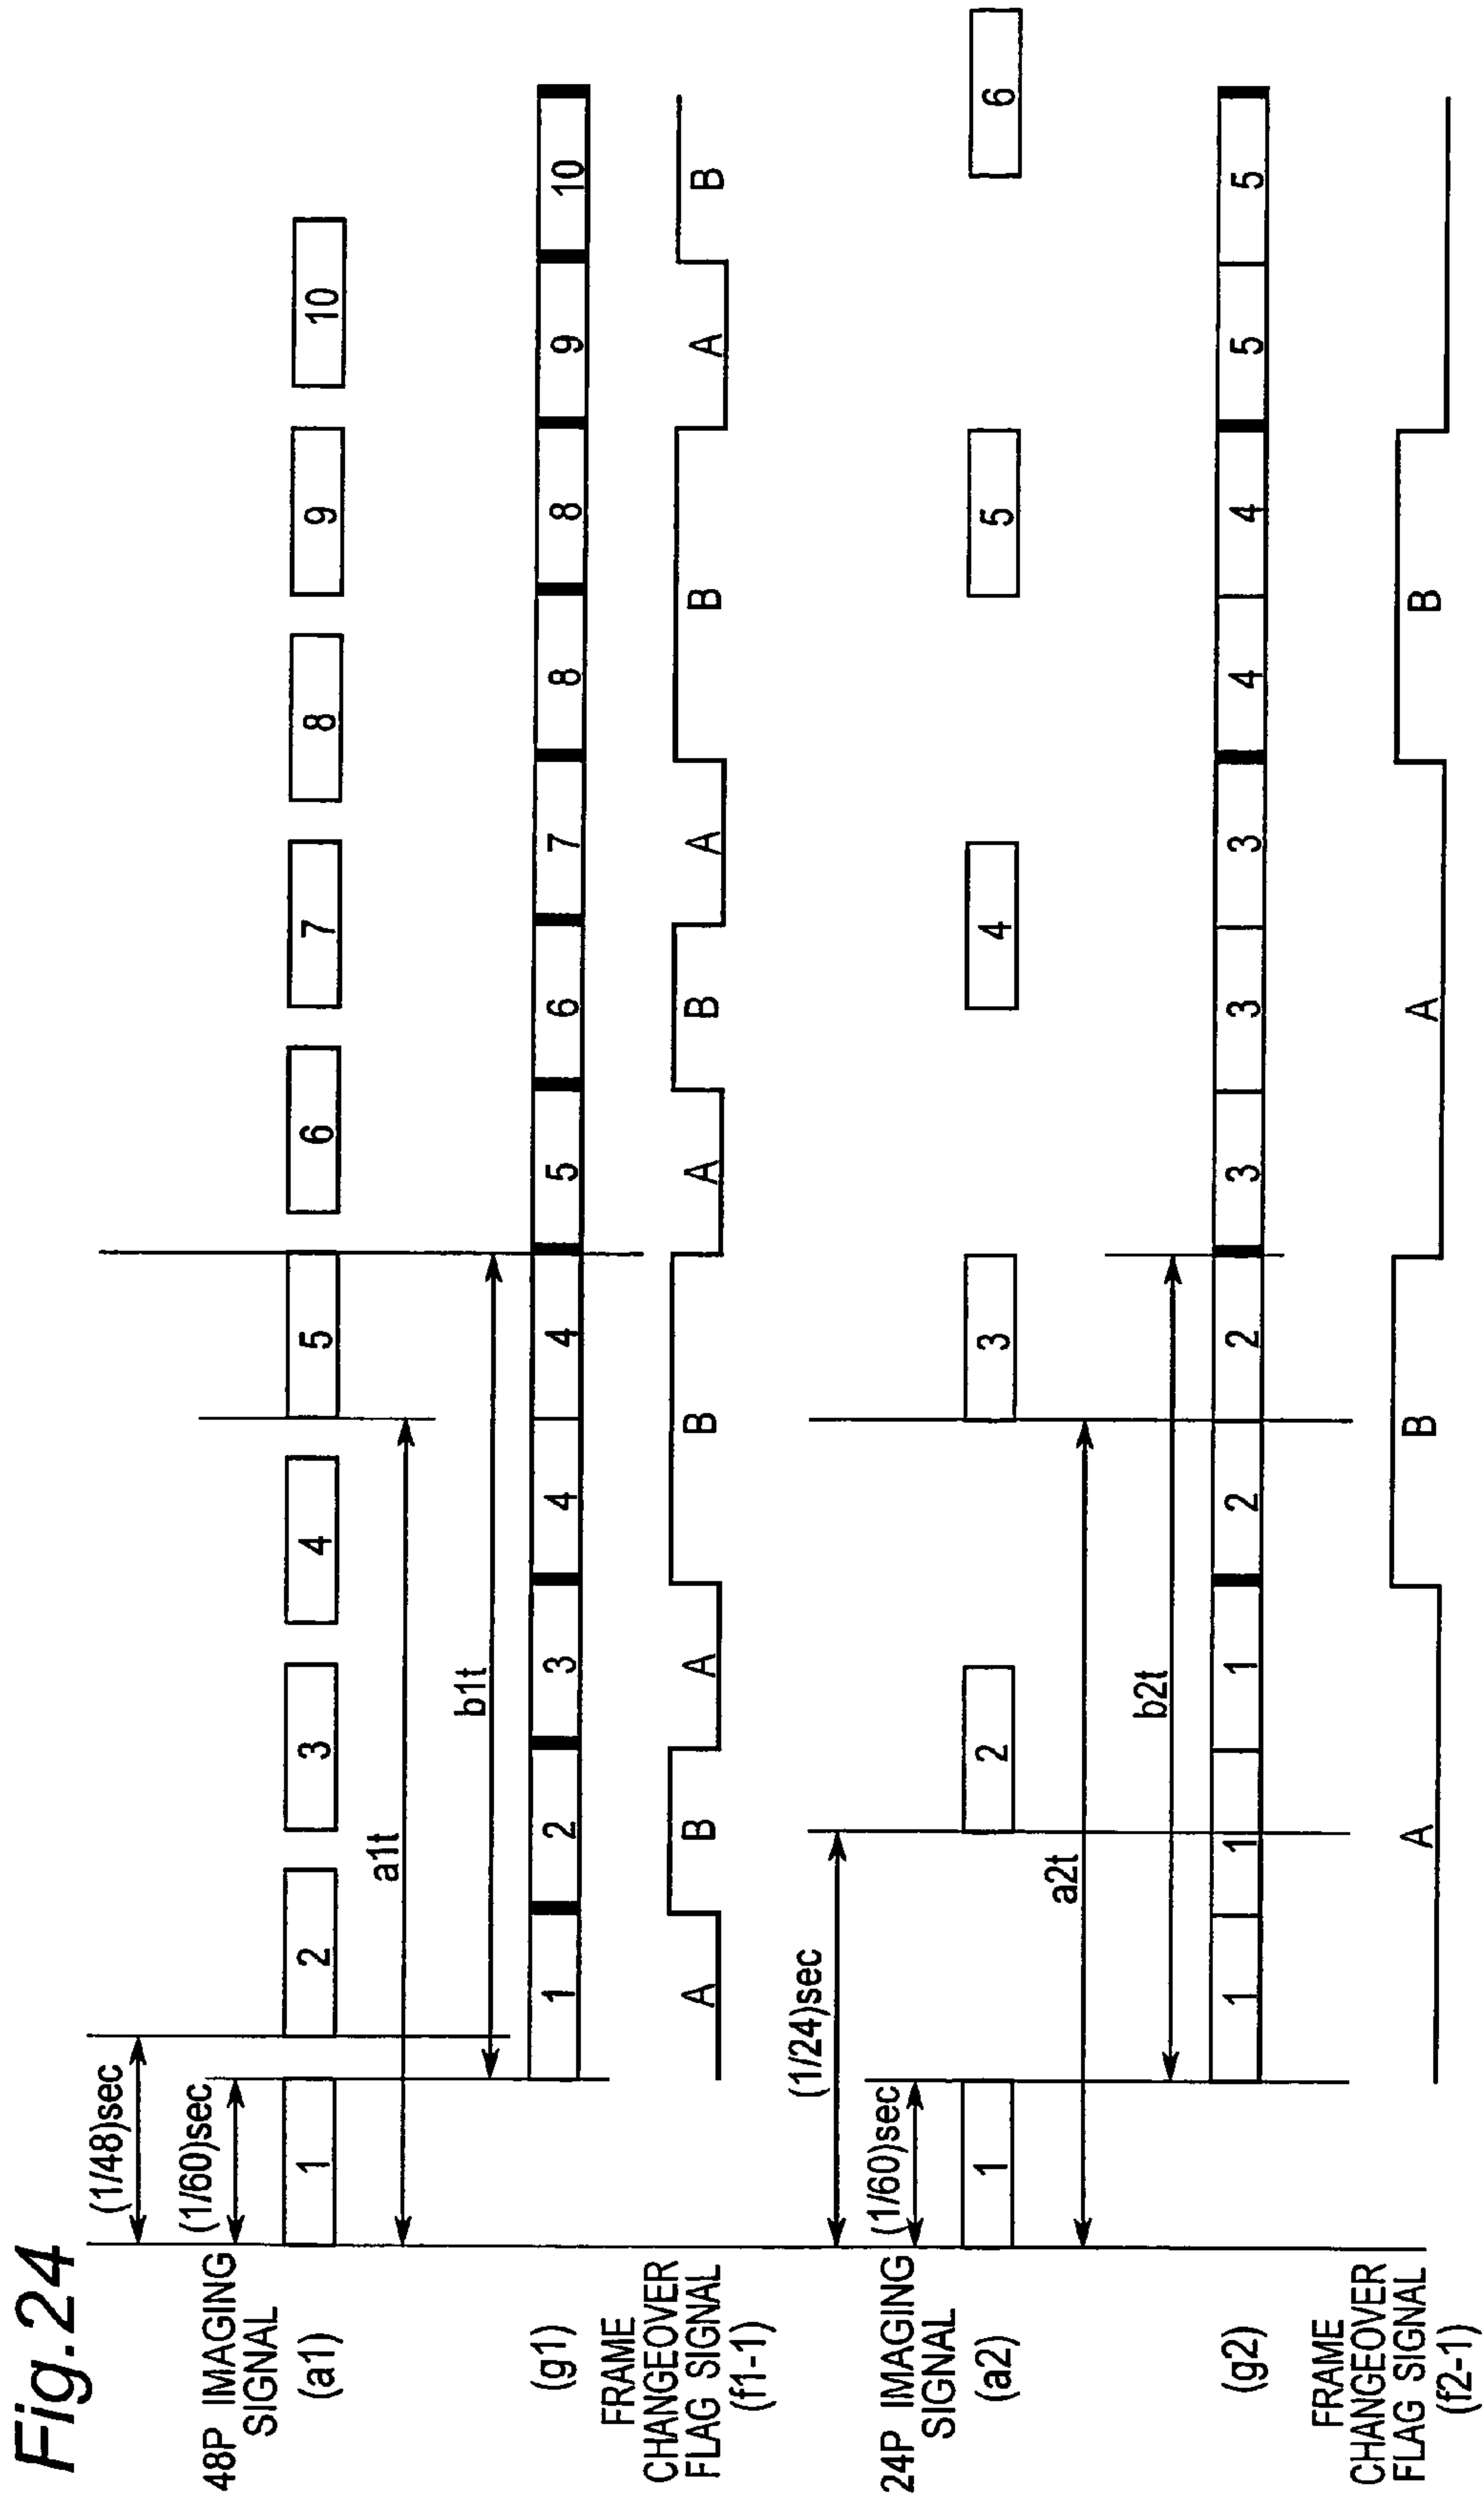 Fig.24
(1/48)sec
(1/60)sec
48P IMAGING
SIGNAL
(a1)
1 2 3 4 5 6 7 8 9 10
a1t
b1t
(g1)
1 2 3 4 4 5 6 7 8 8 9 10
FRAME
CHANGEOVER
FLAG SIGNAL
(f1-1)
A B A B A B A B A B
(1/24)sec
(1/60)sec
24P IMAGING
SIGNAL
(a2)
1 2 3 4 5 6
a2t
b2t
(g2)
1 1 1 2 2 3 3 3 4 4 5 5
FRAME
CHANGEOVER
FLAG SIGNAL
(f2-1)
A B A B